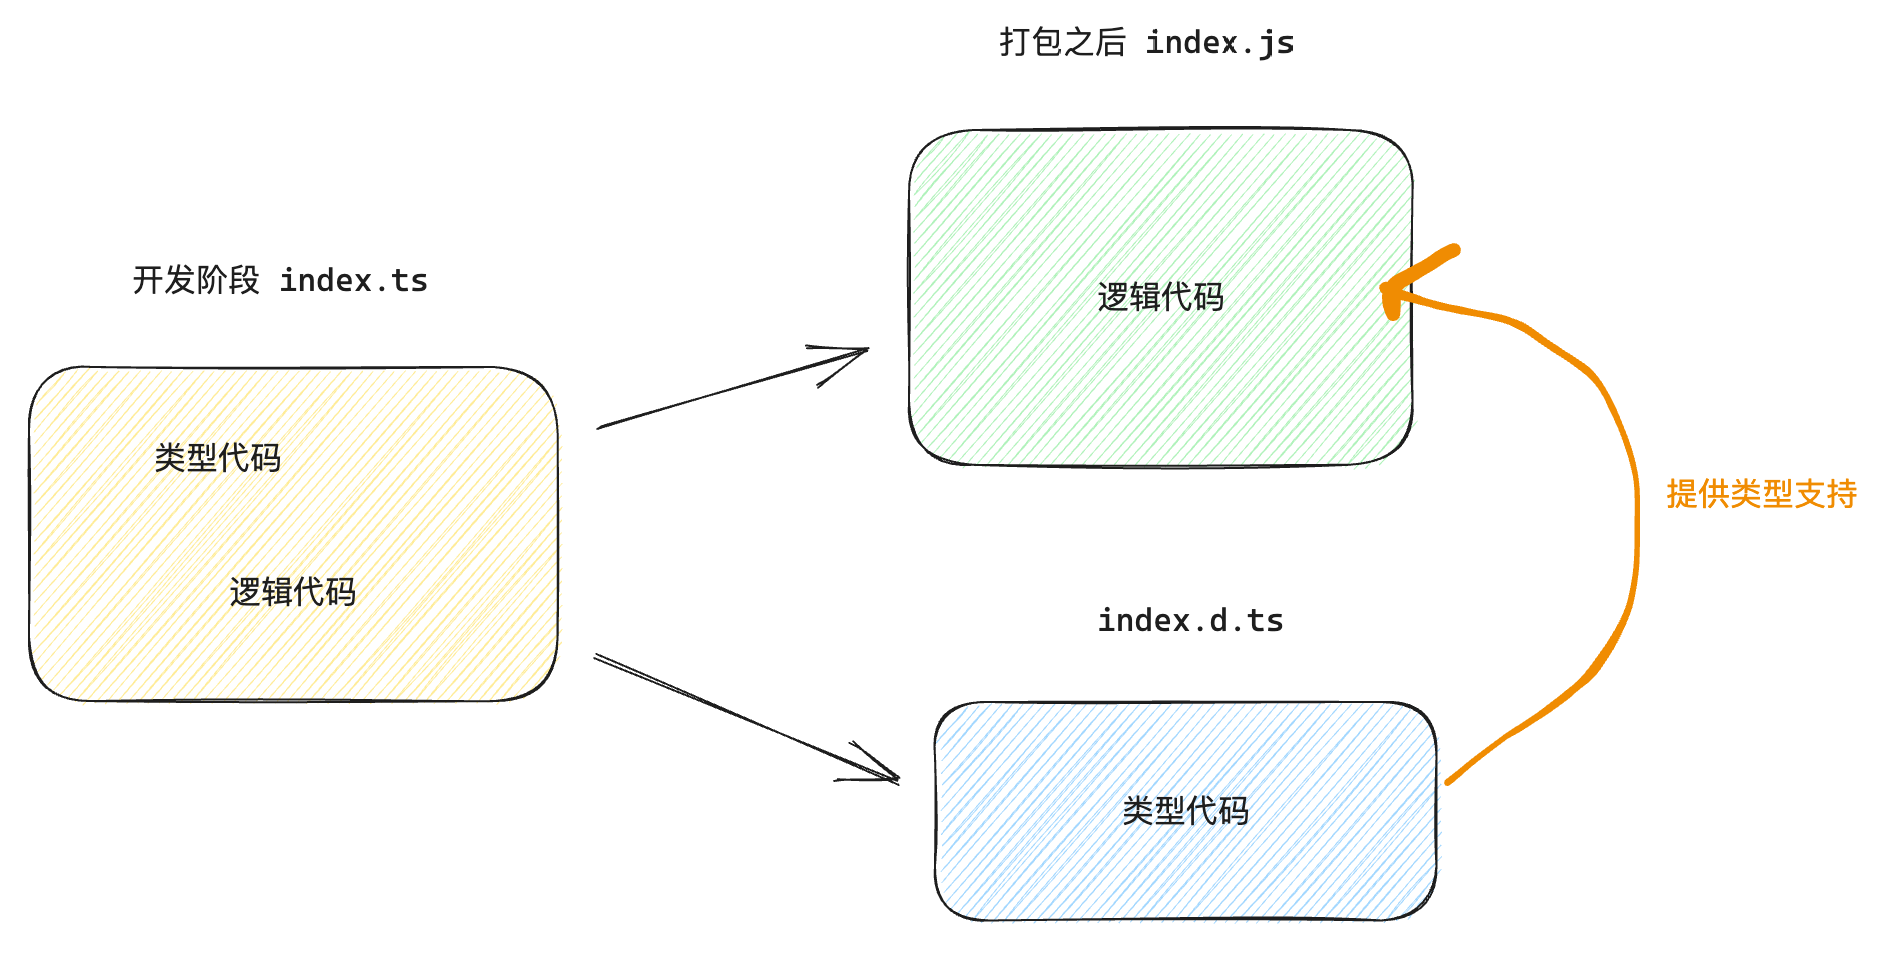 打包之后 index.js
逻辑代码
开发阶段 index.ts
类型代码
逻辑代码
提供类型支持
index.d.ts
类型代码